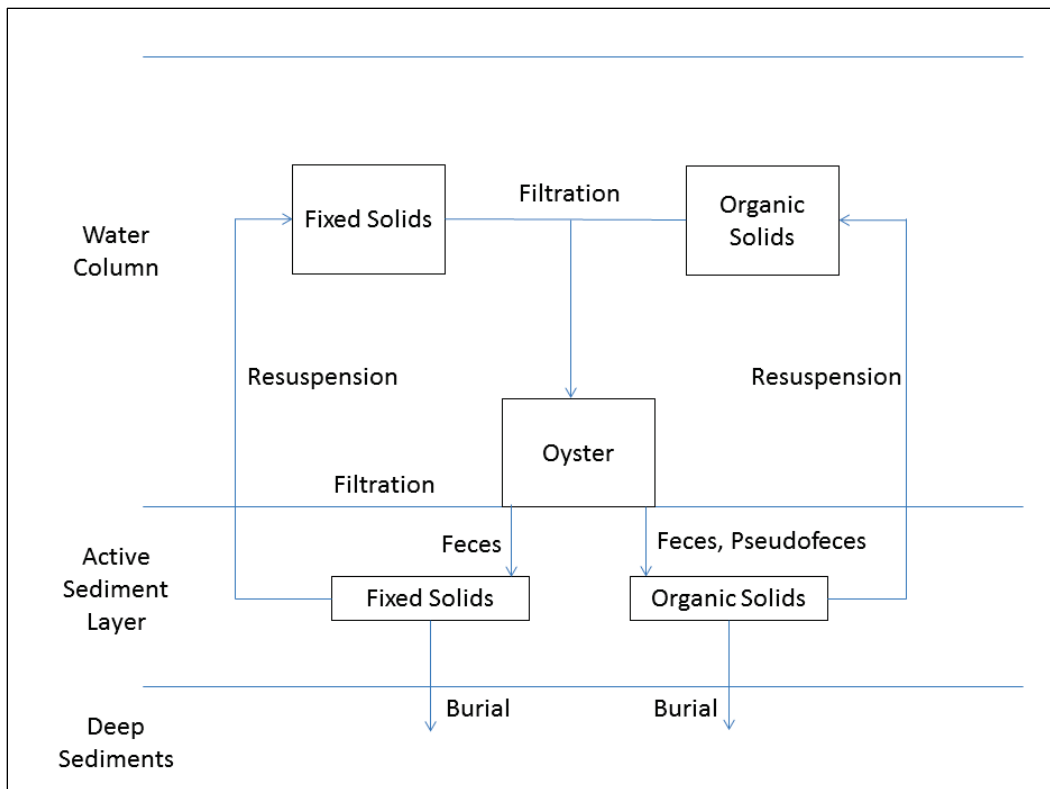 Filtration
Fixed Solids
Organic
Solids
Water
Column
Resuspension
Resuspension
Oyster
Filtration
Feces
Feces, Pseudofeces
Active
Sediment
Layer
Fixed Solids
Organic Solids
Burial
Burial
Deep
Sediments